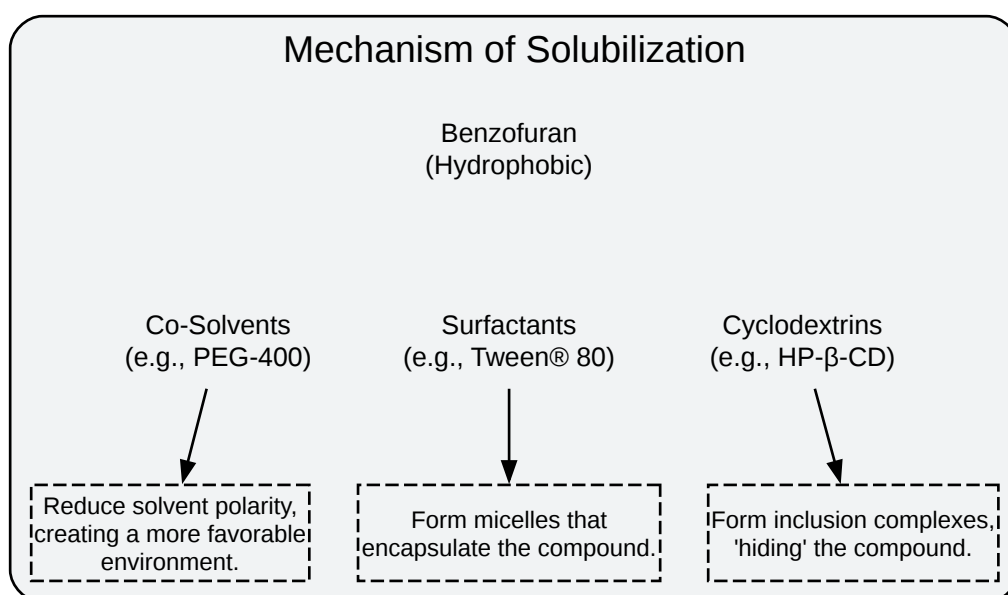 Mechanism of Solubilization
Benzofuran
(Hydrophobic)
Co-Solvents
(e.g., PEG-400)
Surfactants
(e.g., Tween® 80)
Cyclodextrins
(e.g., HP-β-CD)
Reduce solvent polarity,
creating a more favorable
environment.
Form micelles that
encapsulate the compound.
Form inclusion complexes,
'hiding' the compound.